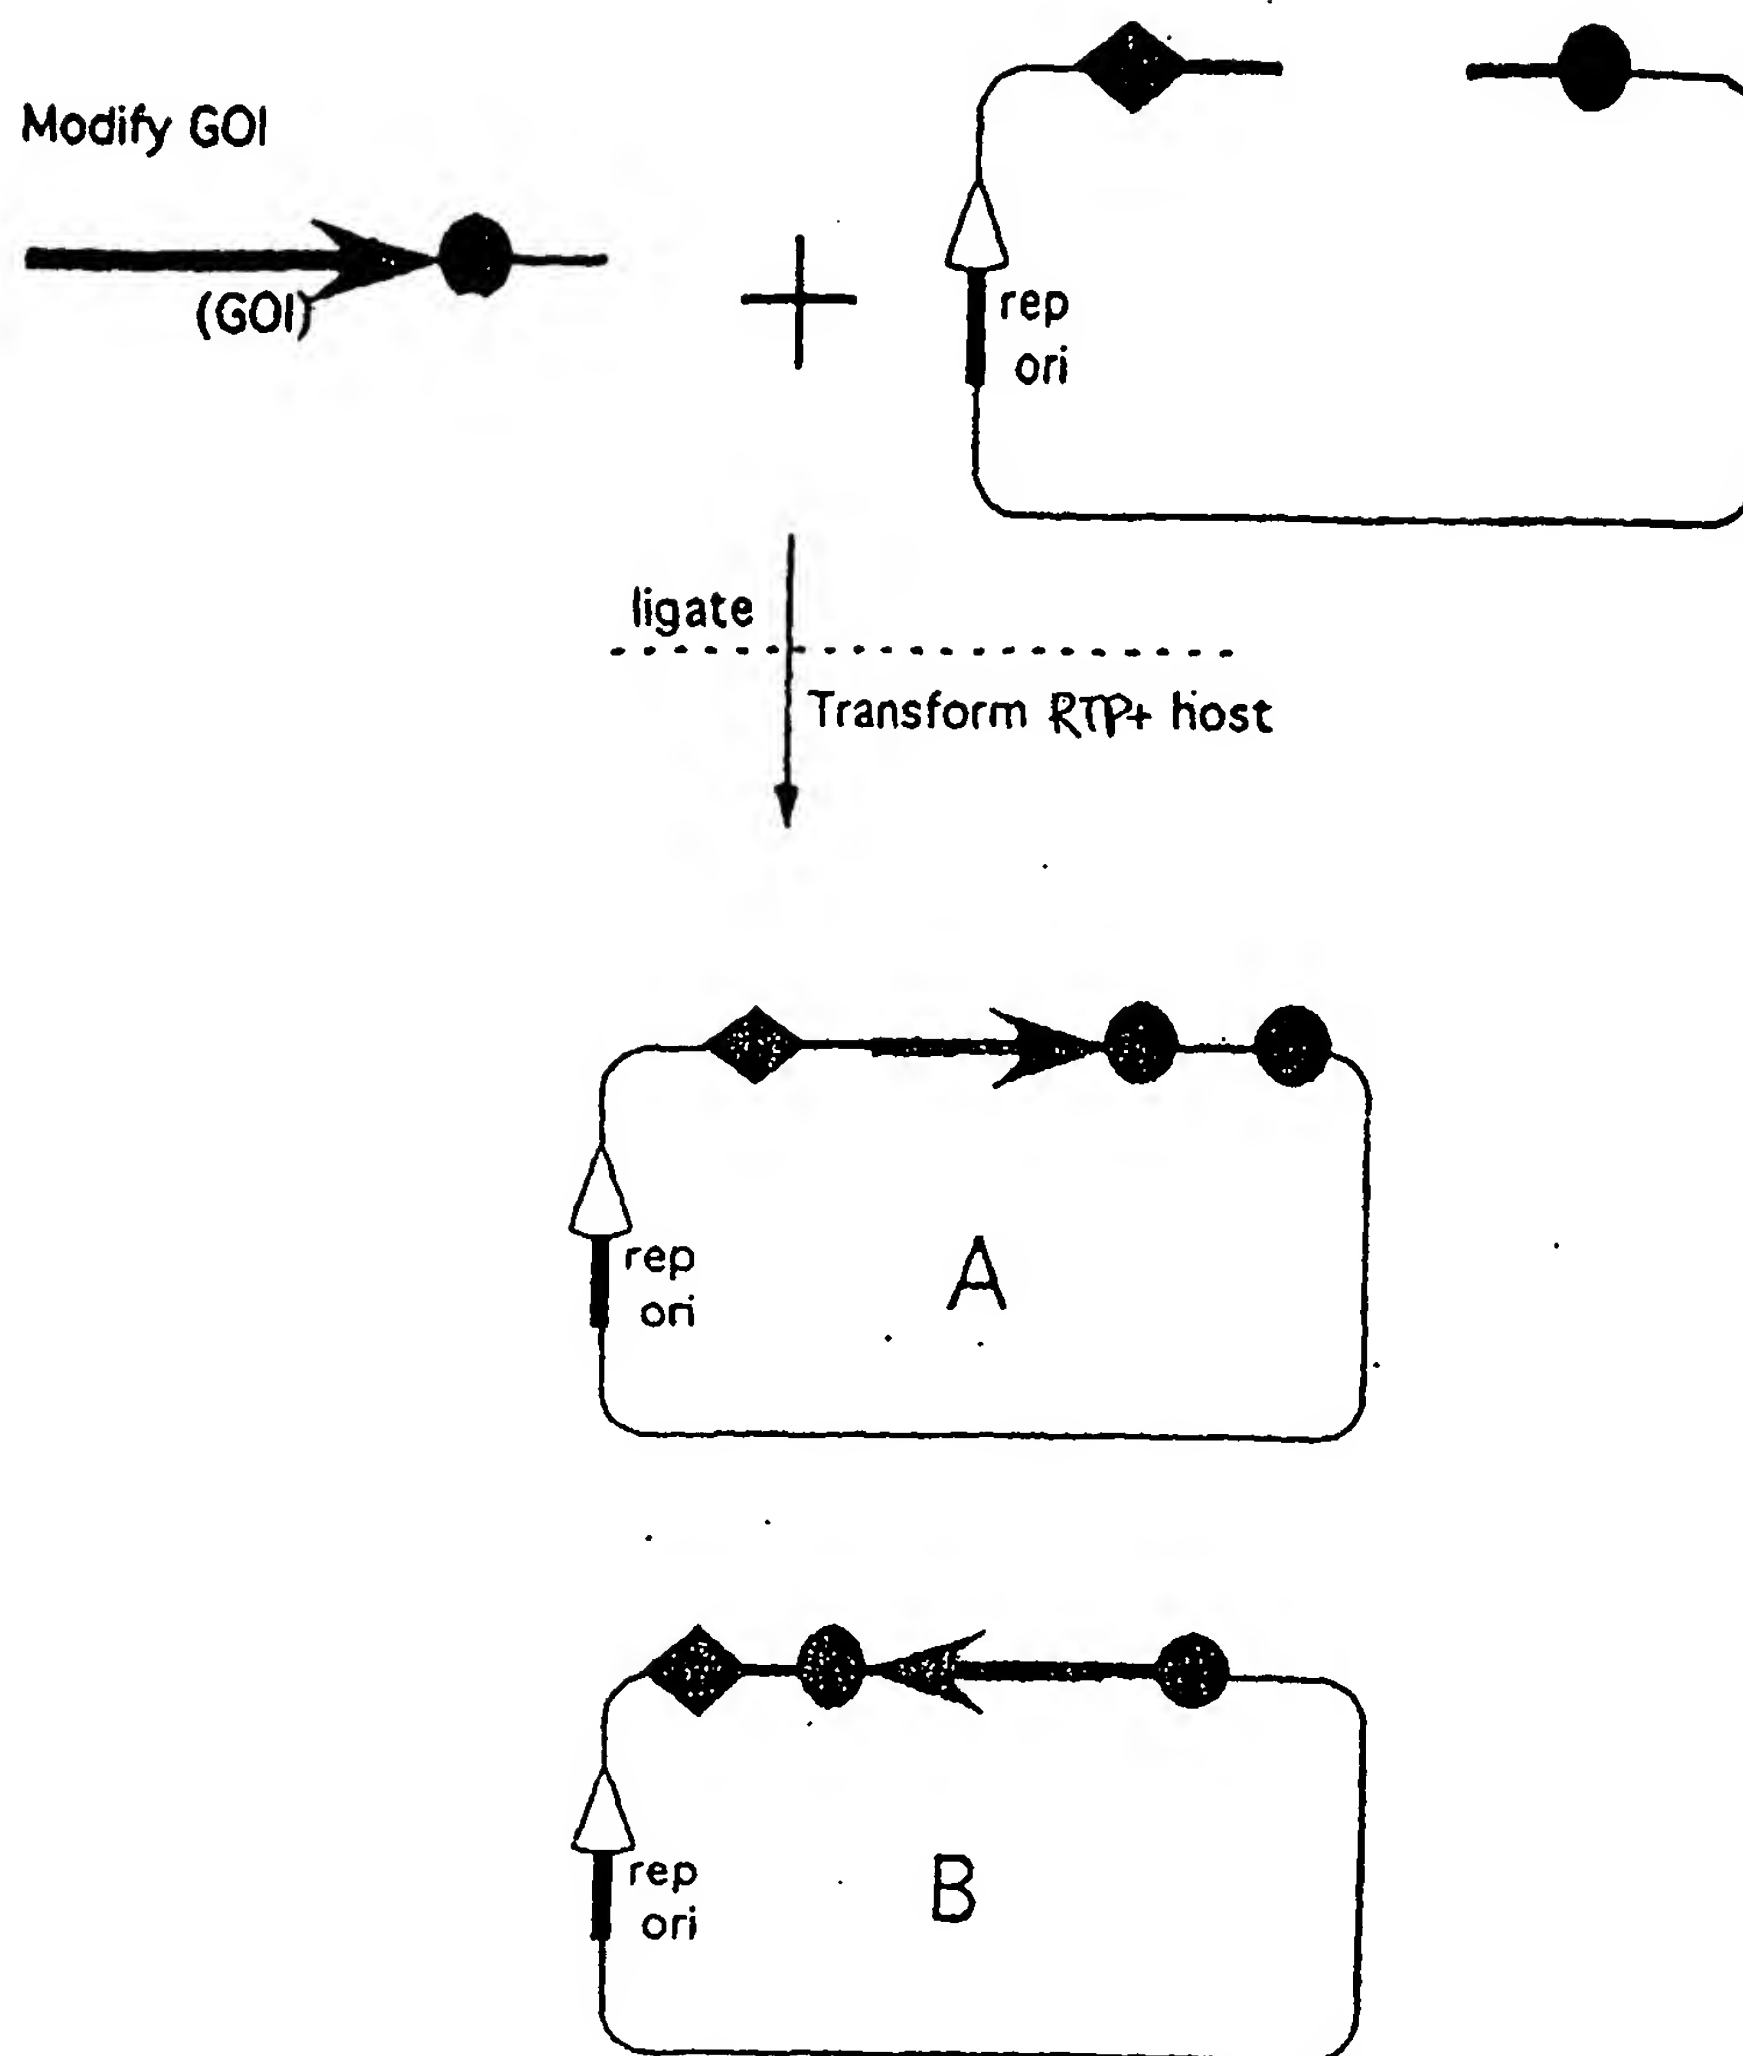 Modify GOI
(GOI)
rep
ori
ligate
Transform RTP+ host
rep
ori
A
rep
ori
B